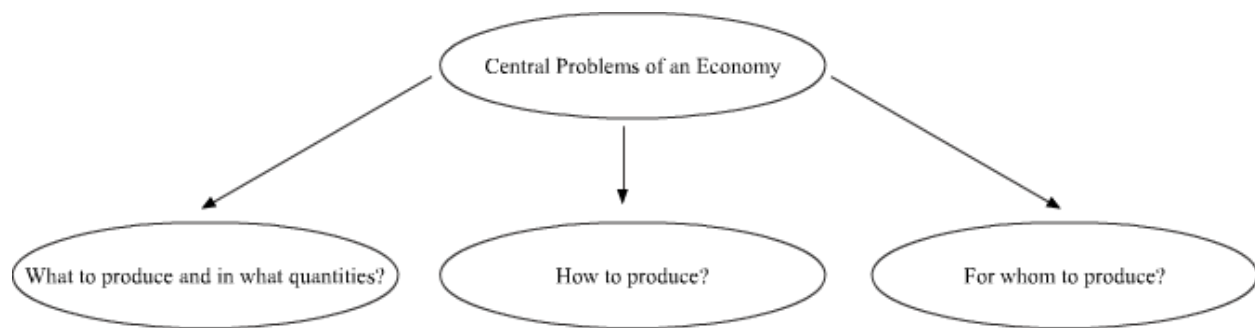 Central Problems of an Economy
What to produce and in what quantities?
How to produce?
For whom to produce?